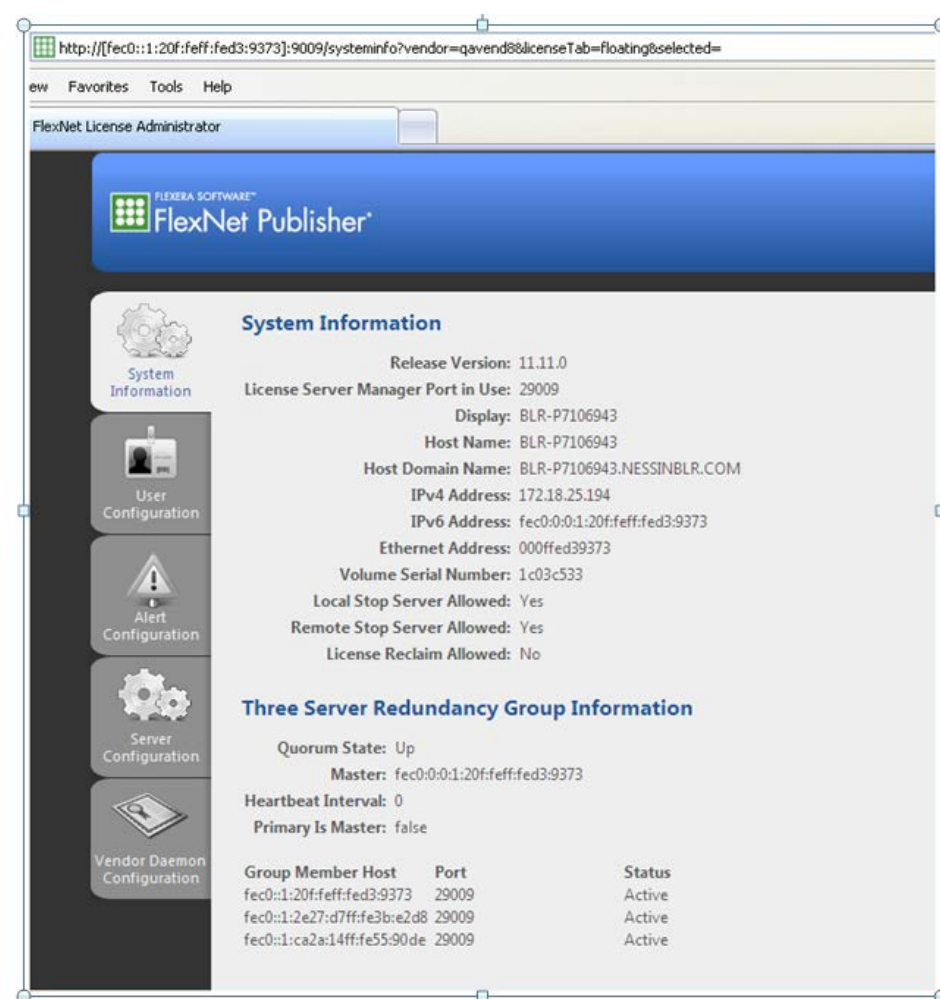 http://[fec0::1:20f:feff:fed3:9373]:9009/systeminfo?vendor=qavend8&licenseTab=floating&selected=
ew Favorites Tools Help
FlexNet License Administrator
FLEXERA SOFTWARE™
FlexNet Publisher®
System Information
System
Information
Release Version: 11.11.0
License Server Manager Port in Use: 29009
Display: BLR-P7106943
Host Name: BLR-P7106943
Host Domain Name: BLR-P7106943.NESSINBLR.COM
IPv4 Address: 172.18.25.194
IPv6 Address: fec0:0:0:1:20f:feff:fed3:9373
Ethernet Address: 000ffed39373
Volume Serial Number: 1c03c533
Local Stop Server Allowed: Yes
Remote Stop Server Allowed: Yes
License Reclaim Allowed: No
User
Configuration
Alert
Configuration
Server
Configuration
Vendor Daemon
Configuration
Three Server Redundancy Group Information
Quorum State: Up
Master: fec0:0:0:1:20f:feff:fed3:9373
Heartbeat Interval: 0
Primary Is Master: false
Group Member Host Port Status
fec0::1:20f:feff:fed3:9373 29009 Active
fec0::1:2e27:d7ff:fe3b:e2d8 29009 Active
fec0::1:ca2a:14ff:fe55:90de 29009 Active